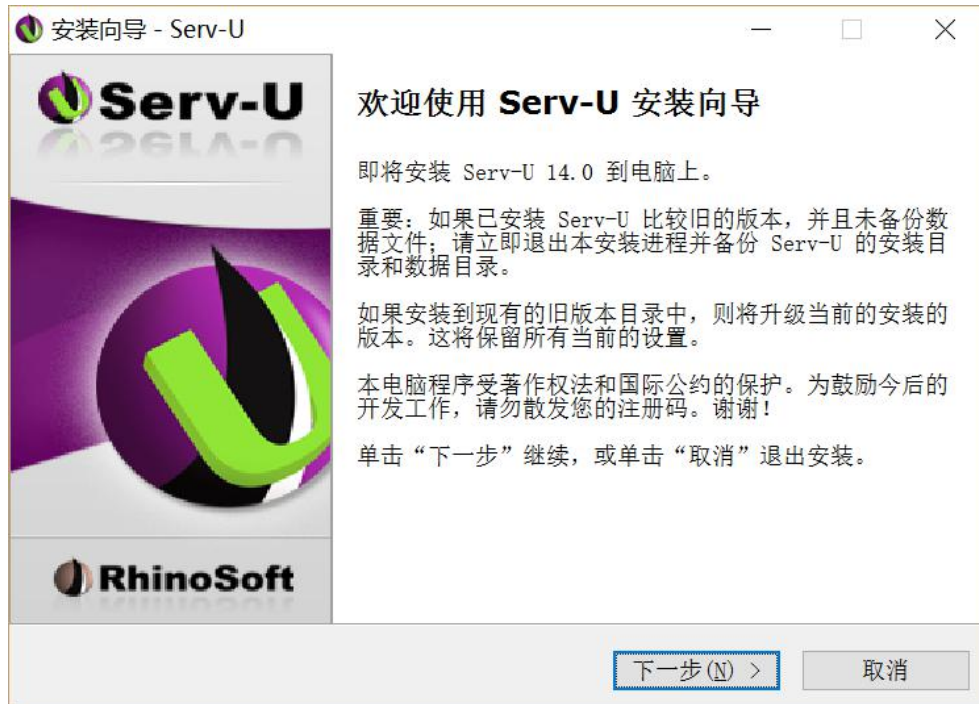 安装向导 - Serv-U
Serv-U
欢迎使用 Serv-U 安装向导
即将安装 Serv-U 14.0 到电脑上。
重要：如果已安装 Serv-U 比较旧的版本，并且未备份数
据文件；请立即退出本安装进程并备份 Serv-U 的安装目
录和数据目录。
如果安装到现有的旧版本目录中，则将升级当前的安装的
版本。这将保留所有当前的设置。
本电脑程序受著作权法和国际公约的保护。为鼓励今后的
开发工作，请勿散发您的注册码。谢谢！
单击“下一步”继续，或单击“取消”退出安装。
RhinoSoft
下一步(N) >
取消